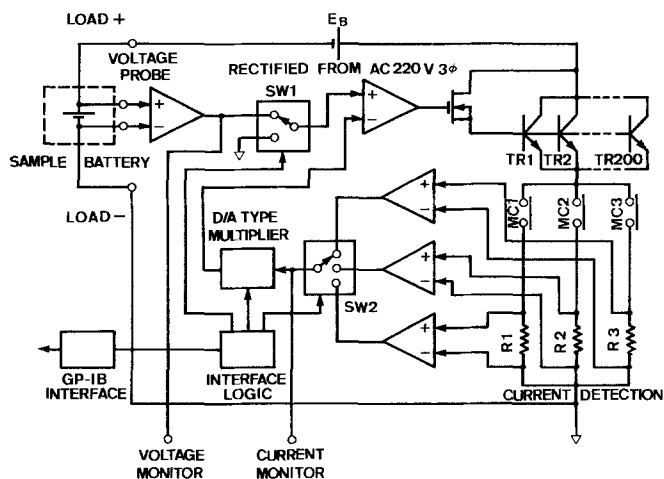 LOAD +
E_B
VOLTAGE
PROBE
RECTIFIED FROM AC 220 V 3φ
SW1
+
−
+
−
SAMPLE BATTERY
TR1 TR2 TR200
LOAD−
D/A TYPE
MULTIPLIER
MC1
MC2
MC3
+
−
+
−
SW2
+
−
R1
R2
R3
GP-IB
INTERFACE
INTERFACE
LOGIC
CURRENT DETECTION
VOLTAGE
MONITOR
CURRENT
MONITOR